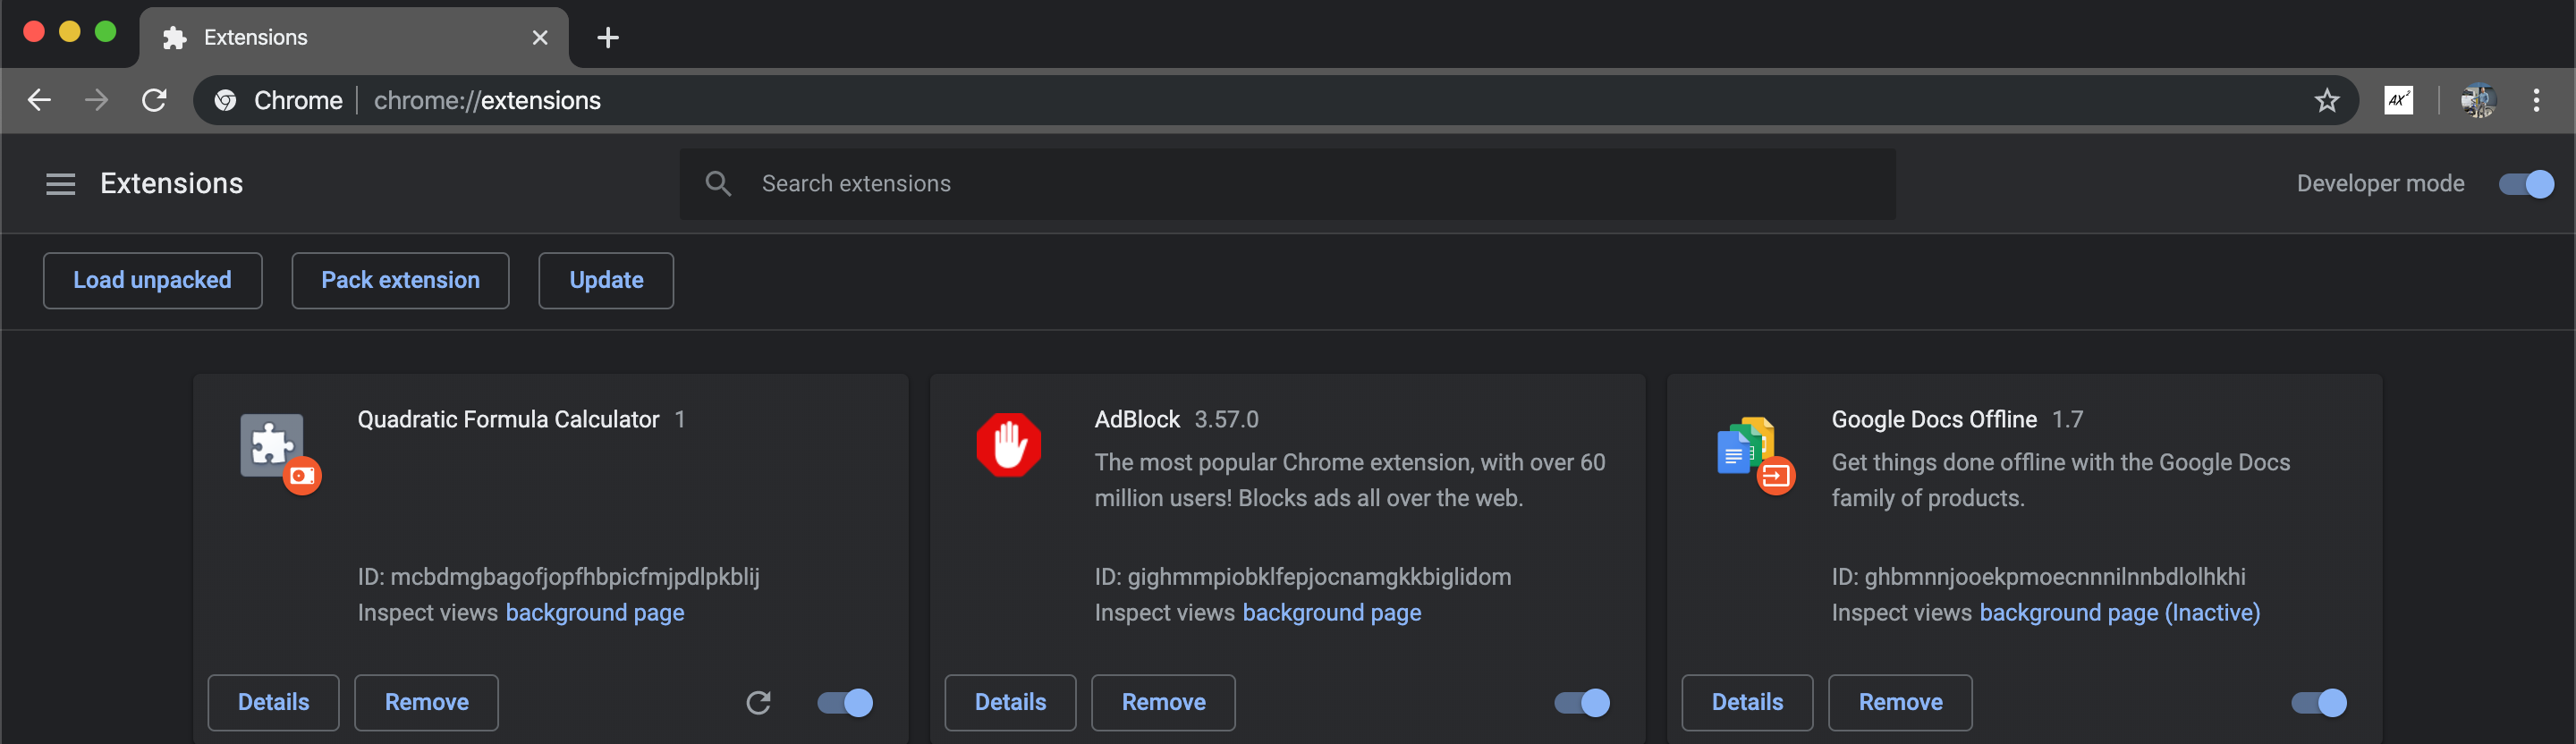 Extensions
Chrome | chrome://extensions
AX²
Extensions
Search extensions
Developer mode
Load unpacked
Pack extension
Update
Quadratic Formula Calculator 1
ID: mcbdmgbagofjopfhbpicfmjpdlpkblij
Inspect views background page
Details
Remove
AdBlock 3.57.0
The most popular Chrome extension, with over 60
million users! Blocks ads all over the web.
ID: gighmmpiobklfepjocnamgkkbiglidom
Inspect views background page
Details
Remove
Google Docs Offline 1.7
Get things done offline with the Google Docs
family of products.
ID: ghbmnnjooekpmoecnnnilnnbdlolhkhi
Inspect views background page (Inactive)
Details
Remove